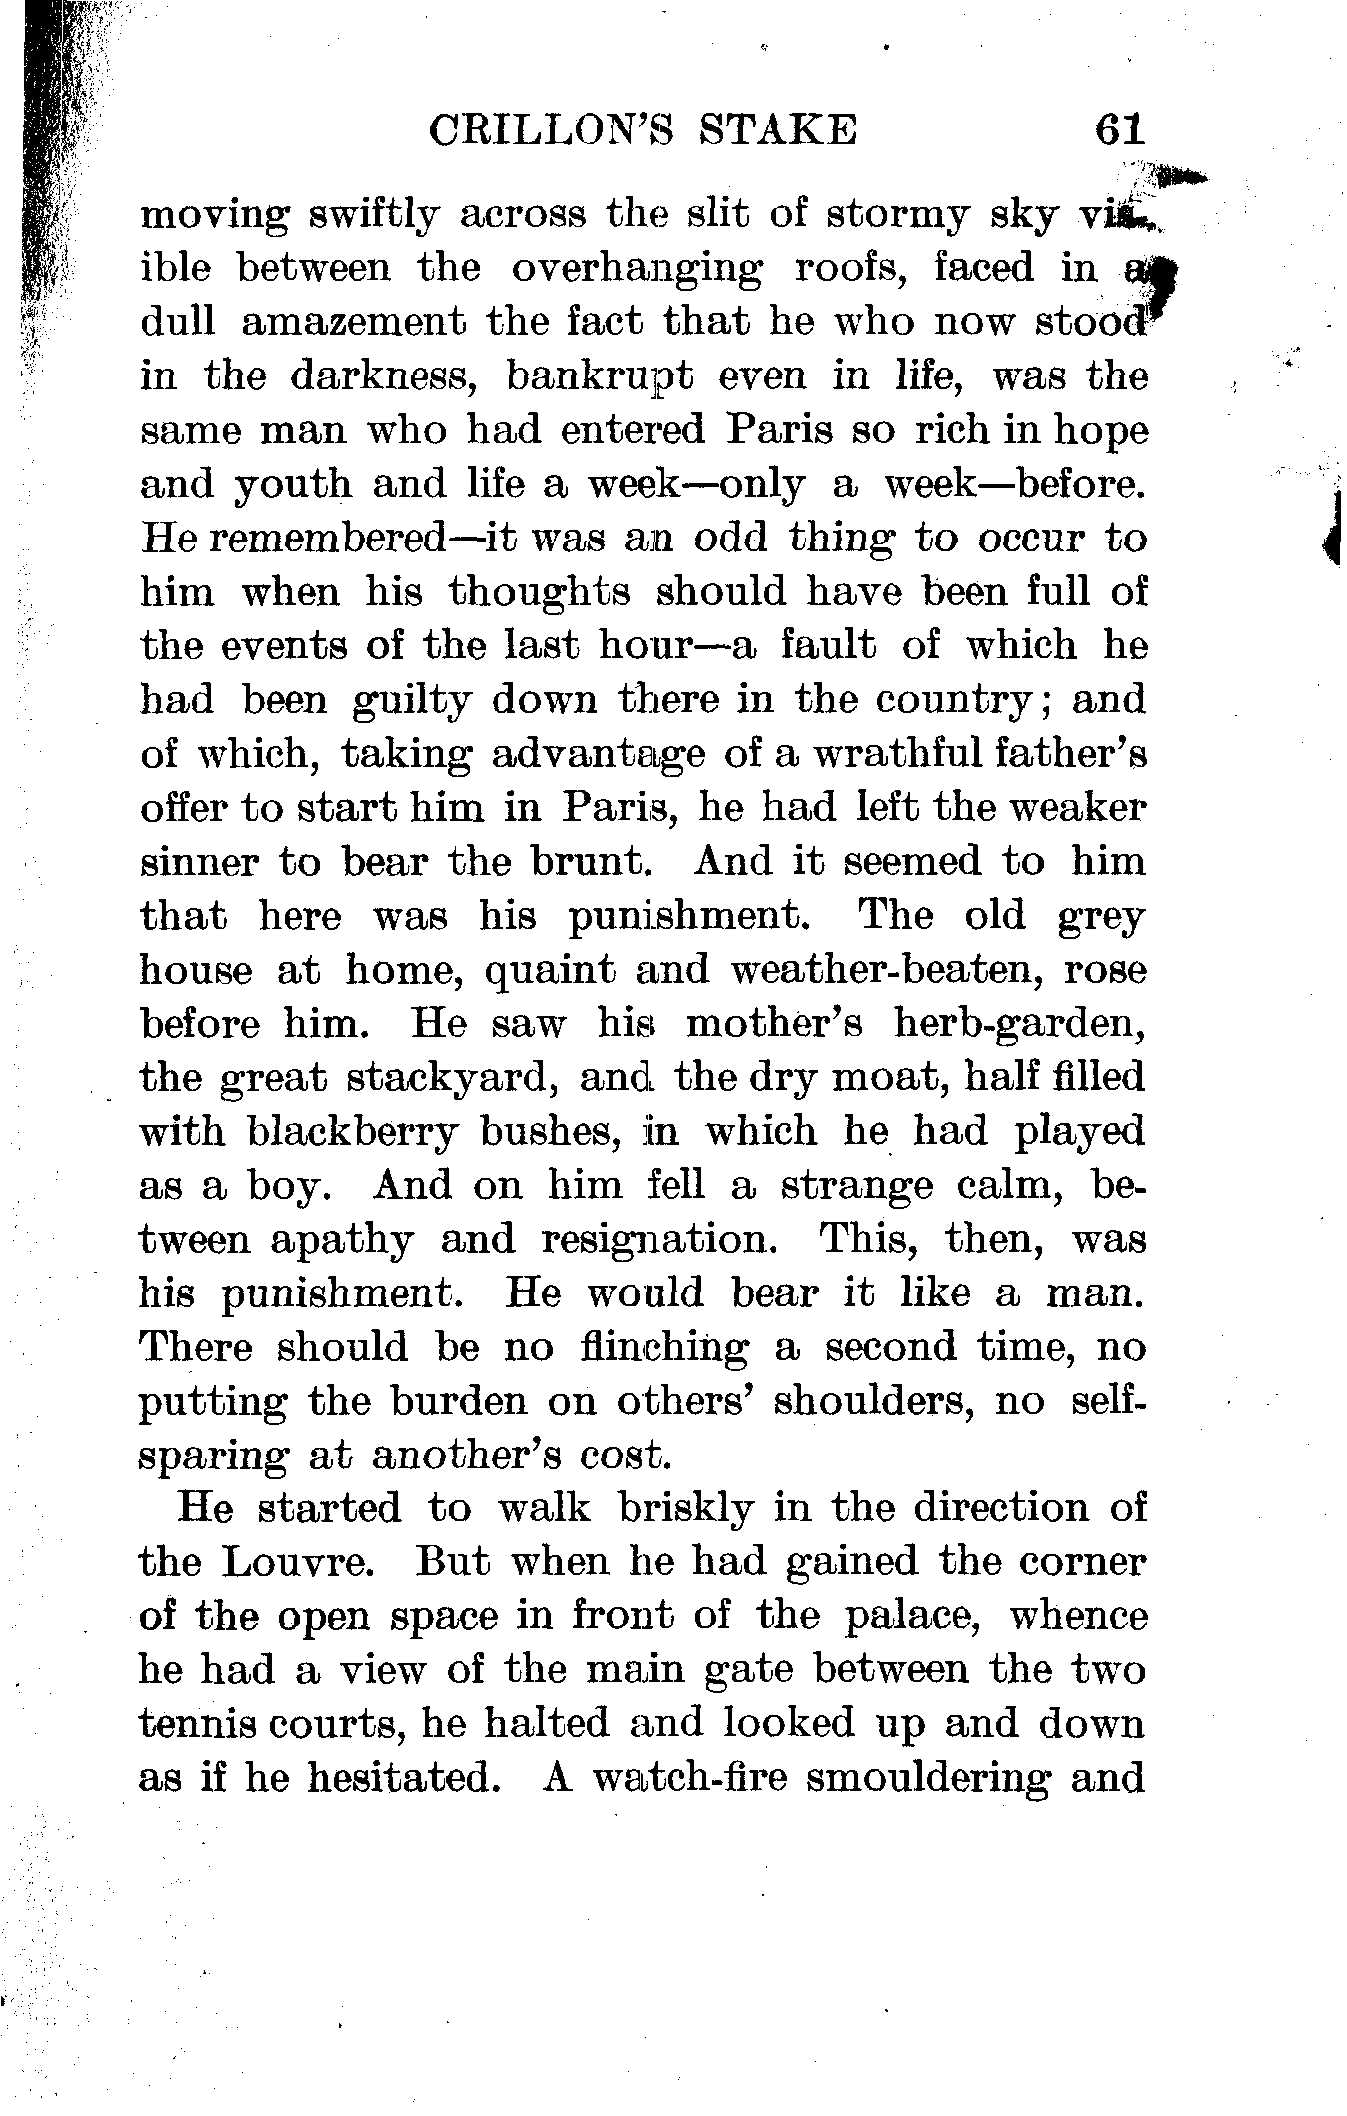 CRILLON'S STAKE 61
moving swiftly across the slit of stormy sky vis-
ible between the overhanging roofs, faced in a
dull amazement the fact that he who now stood
in the darkness, bankrupt even in life, was the
same man who had entered Paris so rich in hope
and youth and life a week—only a week—before.
He remembered—it was an odd thing to occur to
him when his thoughts should have been full of
the events of the last hour—a fault of which he
had been guilty down there in the country; and
of which, taking advantage of a wrathful father's
offer to start him in Paris, he had left the weaker
sinner to bear the brunt. And it seemed to him
that here was his punishment. The old grey
house at home, quaint and weather-beaten, rose
before him. He saw his mother's herb-garden,
the great stackyard, and the dry moat, half filled
with blackberry bushes, in which he had played
as a boy. And on him fell a strange calm, be-
tween apathy and resignation. This, then, was
his punishment. He would bear it like a man.
There should be no flinching a second time, no
putting the burden on others' shoulders, no self-
sparing at another's cost.
He started to walk briskly in the direction of
the Louvre. But when he had gained the corner
of the open space in front of the palace, whence
he had a view of the main gate between the two
tennis courts, he halted and looked up and down
as if he hesitated. A watch-fire smouldering and